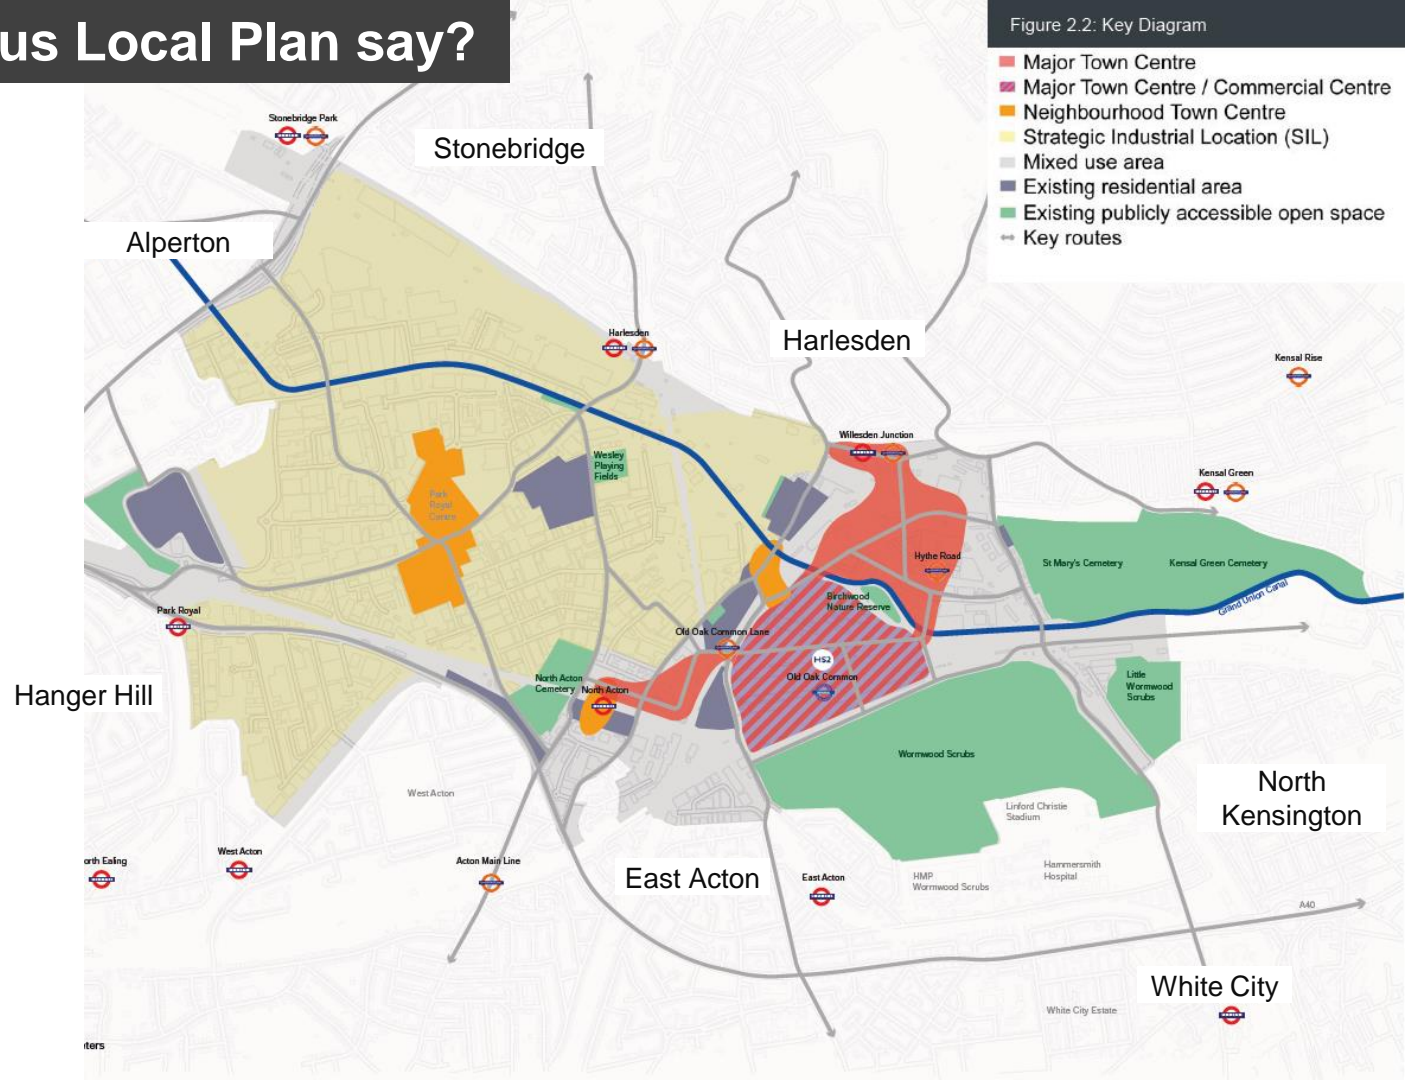 us Local Plan say?
Figure 2.2: Key Diagram
Major Town Centre
Major Town Centre / Commercial Centre
Neighbourhood Town Centre
Strategic Industrial Location (SIL)
Mixed use area
Existing residential area
Existing publicly accessible open space
Key routes
Stonebridge Park
Stonebridge
Alperton
Harlesden
Harlesden
Kensal Rise
Willesden Junction
Wesley
Playing
Fields
Kensal Green
Park
Royal
Centre
Hythe Road
St Mary's Cemetery
Kensal Green Cemetery
Grand Union Canal
Birchwood
Nature Reserve
Park Royal
Old Oak Common Lane
HS2
Old Oak Common
North Acton
Cemetery
North Acton
Little
Wormwood
Scrubs
Hanger Hill
Wormwood Scrubs
West Acton
North
Kensington
Linford Christie
Stadium
orth Ealing
West Acton
Acton Main Line
East Acton
East Acton
HMP
Wormwood Scrubs
Hammersmith
Hospital
A40
White City
White City Estate
ters